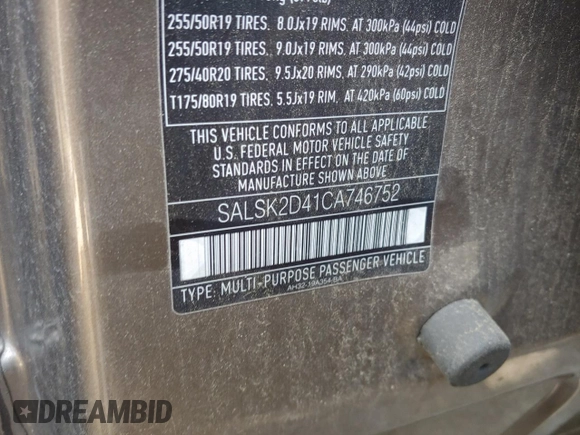 255/50R19 TIRES. 8.0Jx19 RIMS. AT 300kPa (44psi) COLD
255/50R19 TIRES. 9.0Jx19 RIMS. AT 300kPa (44psi) COLD
275/40R20 TIRES. 9.5Jx20 RIMS. AT 290kPa (42psi) COLD
T175/80R19 TIRES. 5.5Jx19 RIM. AT 420kPa (60psi) COLD
THIS VEHICLE CONFORMS TO ALL APPLICABLE
U.S. FEDERAL MOTOR VEHICLE SAFETY
STANDARDS IN EFFECT ON THE DATE OF
MANUFACTURE SHOWN ABOVE
SALSK2D41CA746752
TYPE: MULTI-PURPOSE PASSENGER VEHICLE
AH32-19A354-BA
DREAMBID